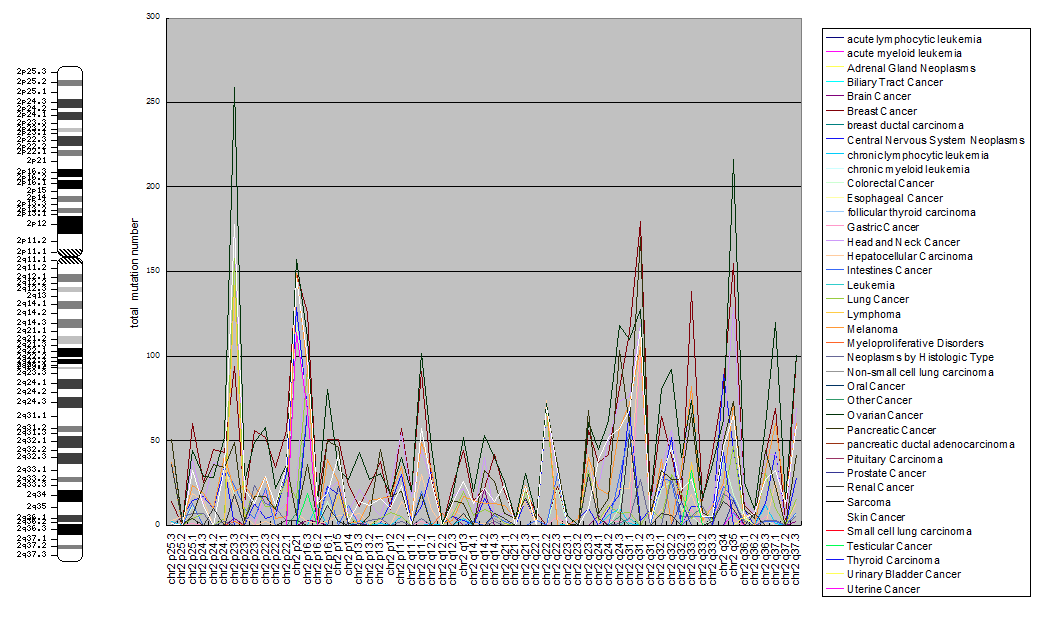 2p25.3
2p25.2
2p25.1
2p24.3
2p24.2
2p24.1
2p23.3
2p23.1
2p22.3
2p22.2
2p22.1
2p21
2p16.3
2p16.2
2p16.1
2p15
2p14
2p13.3
2p13.1
2p12
2p11.2
2p11.1
2q11.1
2q11.2
2q12.1
2q12.3
2q13
2q14.1
2q14.2
2q14.3
2q21.1
2q21.2
2q23.3
2q24.1
2q24.2
2q24.3
2q31.1
2q31.2
2q31.3
2q32.1
2q32.2
2q32.3
2q33.1
2q33.2
2q33.3
2q34
2q35
2q36.1
2q36.3
2q37.1
2q37.2
2q37.3
total mutation number
300
250
200
150
100
50
0
chr2 p25.3
chr2 p25.2
chr2 p25.1
chr2 p24.3
chr2 p24.2
chr2 p24.1
chr2 p23.3
chr2 p23.2
chr2 p23.1
chr2 p22.3
chr2 p22.2
chr2 p22.1
chr2 p21
chr2 p16.3
chr2 p16.2
chr2 p16.1
chr2 p15
chr2 p14
chr2 p13.3
chr2 p13.2
chr2 p13.1
chr2 p12
chr2 p11.2
chr2 q11.1
chr2 q11.2
chr2 q12.1
chr2 q12.2
chr2 q12.3
chr2 q13
chr2 q14.1
chr2 q14.2
chr2 q14.3
chr2 q21.1
chr2 q21.2
chr2 q21.3
chr2 q22.1
chr2 q22.2
chr2 q22.3
chr2 q23.1
chr2 q23.2
chr2 q23.3
chr2 q24.1
chr2 q24.2
chr2 q24.3
chr2 q31.1
chr2 q31.2
chr2 q31.3
chr2 q32.1
chr2 q32.2
chr2 q32.3
chr2 q33.1
chr2 q33.2
chr2 q33.3
chr2 q34
chr2 q35
chr2 q36.1
chr2 q36.2
chr2 q36.3
chr2 q37.1
chr2 q37.2
chr2 q37.3
acute lymphocytic leukemia
acute myeloid leukemia
Adrenal Gland Neoplasms
Biliary Tract Cancer
Brain Cancer
Breast Cancer
breast ductal carcinoma
Central Nervous System Neoplasms
chronic lymphocytic leukemia
chronic myeloid leukemia
Colorectal Cancer
Esophageal Cancer
follicular thyroid carcinoma
Gastric Cancer
Head and Neck Cancer
Hepatocellular Carcinoma
Intestines Cancer
Leukemia
Lung Cancer
Lymphoma
Melanoma
Myeloproliferative Disorders
Neoplasms by Histologic Type
Non-small cell lung carcinoma
Oral Cancer
Other Cancer
Ovarian Cancer
Pancreatic Cancer
pancreatic ductal adenocarcinoma
Pituitary Carcinoma
Prostate Cancer
Renal Cancer
Sarcoma
Skin Cancer
Small cell lung carcinoma
Testicular Cancer
Thyroid Carcinoma
Urinary Bladder Cancer
Uterine Cancer